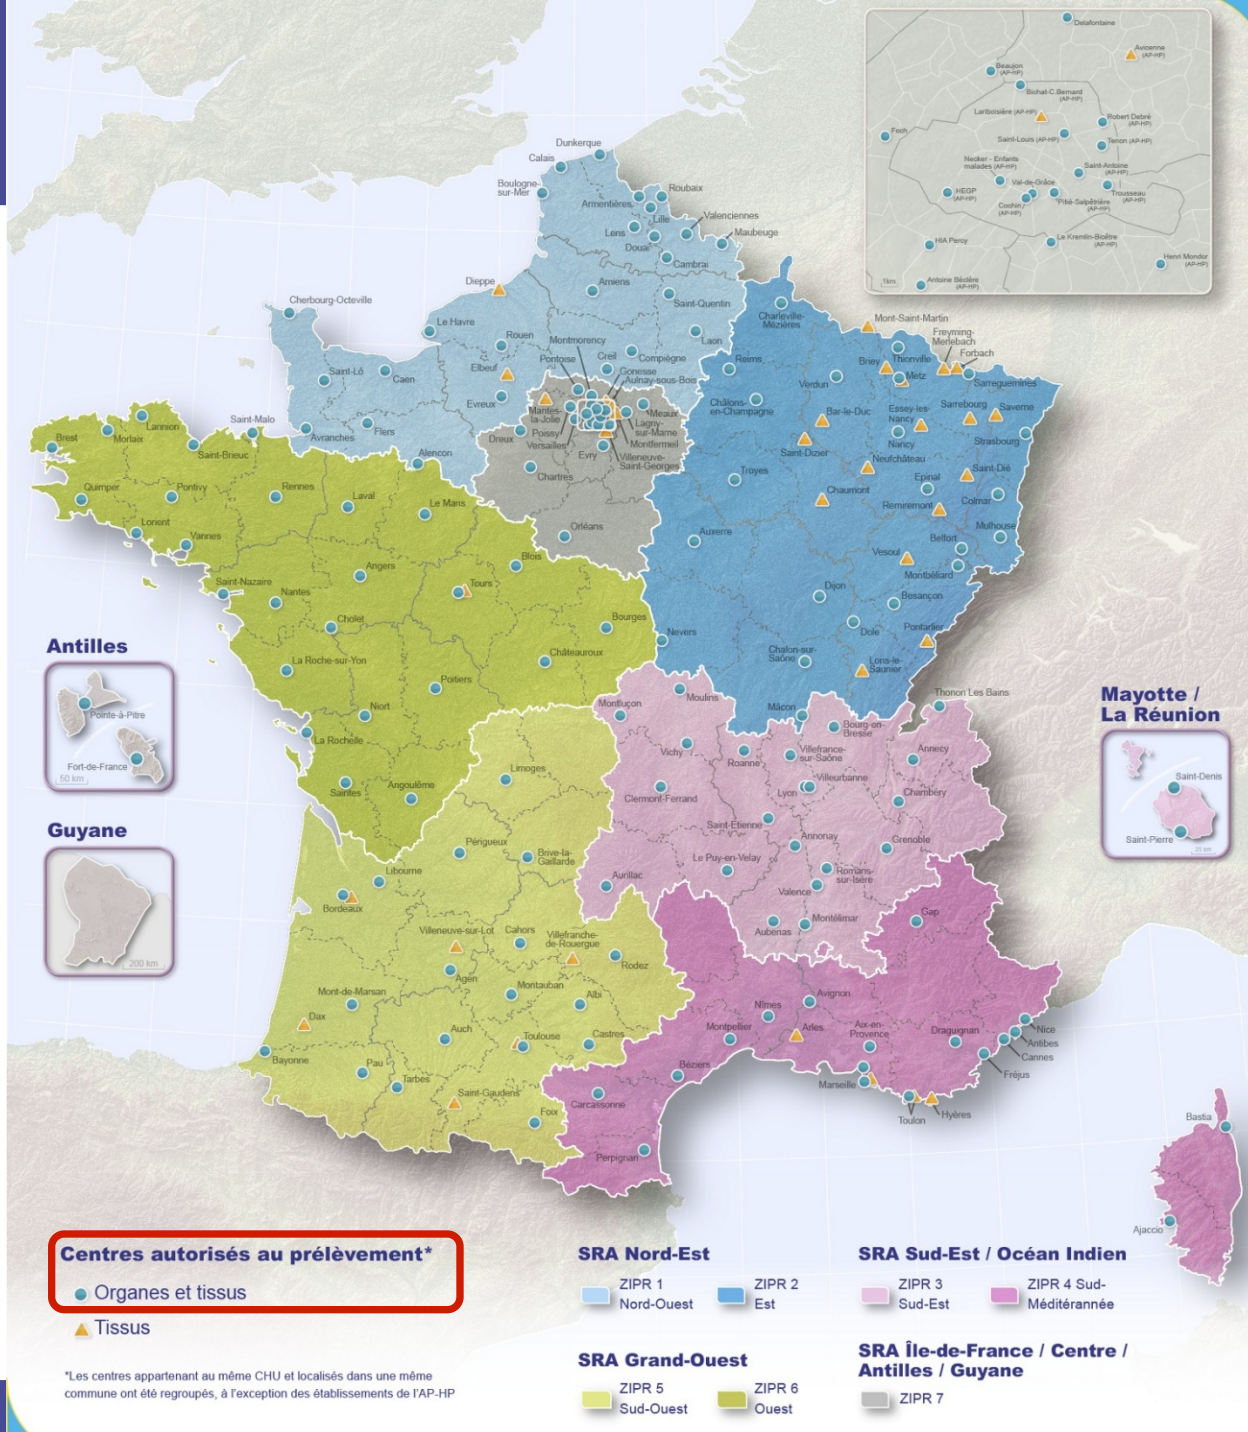 Delafontaine
Avicenne
(AP-HP)
Beaujon
(AP-HP)
Bichat-C.Bernard
(AP-HP)
Lariboisière (AP-HP)
Robert Debré
(AP-HP)
Foch
Saint-Louis (AP-HP)
Tenon (AP-HP)
Necker - Enfants
malades (AP-HP)
Saint-Antoine
(AP-HP)
Val-de-Grâce
HEGP
(AP-HP)
Trousseau
(AP-HP)
Cochin
(AP-HP)
Pitié-Salpêtrière
(AP-HP)
HIA Percy
Le Kremlin-Bicêtre
(AP-HP)
Henri Mondor
(AP-HP)
1km
Antoine Béclère
(AP-HP)
Dunkerque
Calais
Boulogne-
sur-Mer
Roubaix
Armentières
Lille
Valenciennes
Lens
Maubeuge
Douai
Cambrai
Dieppe
Amiens
Saint-Quentin
Cherbourg-Octeville
Le Havre
Rouen
Montmorency
Laon
Pontoise
Creil
Compiègne
Gonesse
Aulnay-sous-Bois
Elbeuf
Saint-Lô
Caen
Evreux
Mantes-
la-Jolie
Meaux
Lagny-
sur-Marne
Poissy
Montfermeil
Versailles
Villeneuve-
Saint-Georges
Evry
Dreux
Chartres
Orléans
Avranches
Flers
Alencon
Charleville-
Mézières
Mont-Saint-Martin
Freyming-
Merlebach
Forbach
Reims
Briey
Thionville
Metz
Sarreguemines
Verdun
Châlons-
en-Champagne
Bar-le-Duc
Essey-les-
Nancy
Sarrebourg
Saverne
Nancy
Strasbourg
Saint-Dizier
Neufchâteau
Saint-Dié
Troyes
Epinal
Chaumont
Colmar
Remiremont
Mulhouse
Auxerre
Belfort
Vesoul
Montbéliard
Dijon
Besançon
Dole
Pontarlier
Nevers
Chalon-sur-
Saône
Lons-le-
Saunier
Mâcon
Saint-Malo
Lannion
Brest
Morlaix
Saint-Brieuc
Quimper
Pontivy
Rennes
Laval
Le Mans
Lorient
Vannes
Angers
Blois
Tours
Saint-Nazaire
Nantes
Cholet
Bourges
Châteauroux
La Roche-sur-Yon
Poitiers
Niort
La Rochelle
Saintes
Angoulême
Antilles
Pointe-à-Pitre
Fort-de-France
50 km
Guyane
200 km
Mayotte /
La Réunion
Saint-Denis
Saint-Pierre
25 km
Moulins
Thonon Les Bains
Montluçon
Bourg-en-
Bresse
Vichy
Roanne
Villefranche-
sur-Saône
Annecy
Villeurbanne
Clermont-Ferrand
Lyon
Chambéry
Saint-Etienne
Annonay
Grenoble
Le Puy-en-Velay
Romans-
sur-Isère
Aurillac
Valence
Aubenas
Montélimar
Limoges
Périgueux
Brive-la-
Gaillarde
Libourne
Bordeaux
Villeneuve-sur-Lot
Cahors
Villefranche-
de-Rouergue
Rodez
Agen
Mont-de-Marsan
Montauban
Albi
Dax
Auch
Toulouse
Castres
Bayonne
Pau
Tarbes
Saint-Gaudens
Foix
Gap
Avignon
Nîmes
Montpellier
Arles
Aix-en-
Provence
Draguignan
Nice
Antibes
Cannes
Fréjus
Béziers
Marseille
Carcassonne
Toulon
Hyères
Perpignan
Bastia
Ajaccio
Centres autorisés au prélèvement*
Organes et tissus
Tissus
*Les centres appartenant au même CHU et localisés dans une même
commune ont été regroupés, à l'exception des établissements de l'AP-HP
SRA Nord-Est
ZIPR 1
Nord-Ouest
ZIPR 2
Est
SRA Grand-Ouest
ZIPR 5
Sud-Ouest
ZIPR 6
Ouest
SRA Sud-Est / Océan Indien
ZIPR 3
Sud-Est
ZIPR 4 Sud-
Méditérannée
SRA Île-de-France / Centre /
Antilles / Guyane
ZIPR 7